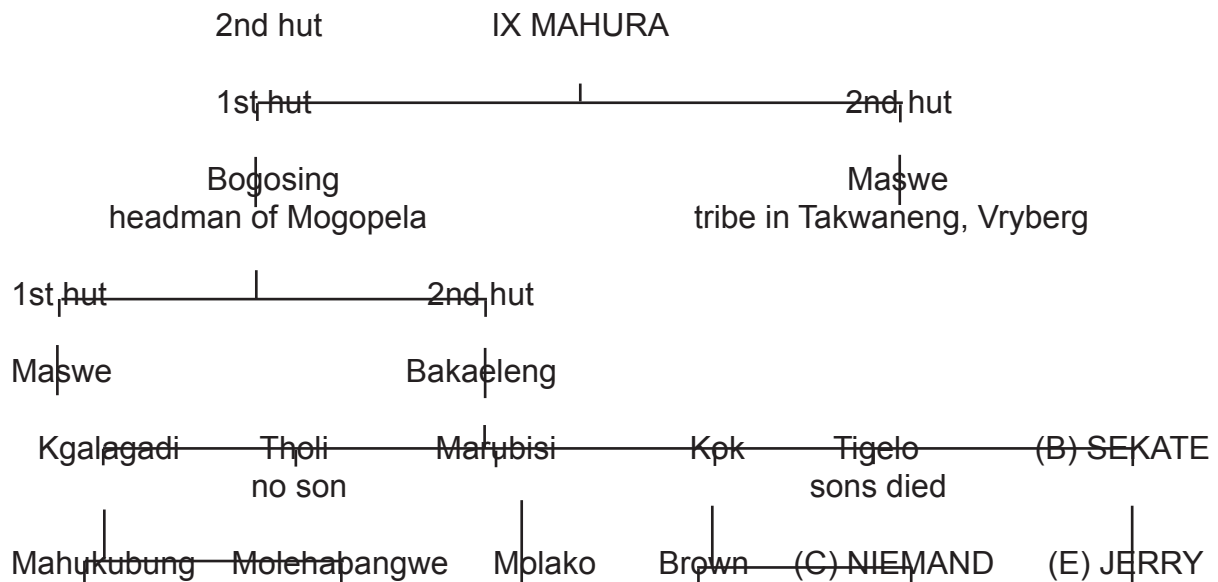 2nd hut IX MAHURA
1st hut 2nd hut
Bogosing Maswe
headman of Mogopela tribe in Takwaneng, Vryberg
1st hut 2nd hut
Maswe Bakaeleng
Kgalagadi Tholi Marubisi Kok Tigelo (B) SEKATE
no son sons died
Mahukubung Molehabangwe Molako Brown (C) NIEMAND (E) JERRY